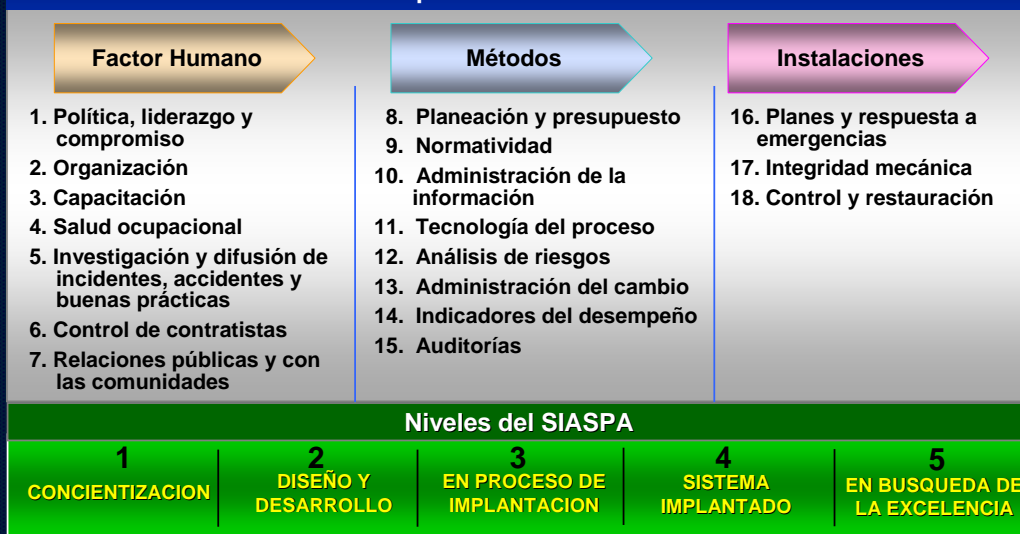 Factor Humano
1. Política, liderazgo y
compromiso
2. Organización
3. Capacitación
4. Salud ocupacional
5. Investigación y difusión de
incidentes, accidentes y
buenas prácticas
6. Control de contratistas
7. Relaciones públicas y con
las comunidades
Métodos
8. Planeación y presupuesto
9. Normatividad
10. Administración de la
información
11. Tecnología del proceso
12. Análisis de riesgos
13. Administración del cambio
14. Indicadores del desempeño
15. Auditorías
Instalaciones
16. Planes y respuesta a
emergencias
17. Integridad mecánica
18. Control y restauración
Niveles del SIASPA
1
CONCIENTIZACION
2
DISEÑO Y
DESARROLLO
3
EN PROCESO DE
IMPLANTACION
4
SISTEMA
IMPLANTADO
5
EN BUSQUEDA DE
LA EXCELENCIA